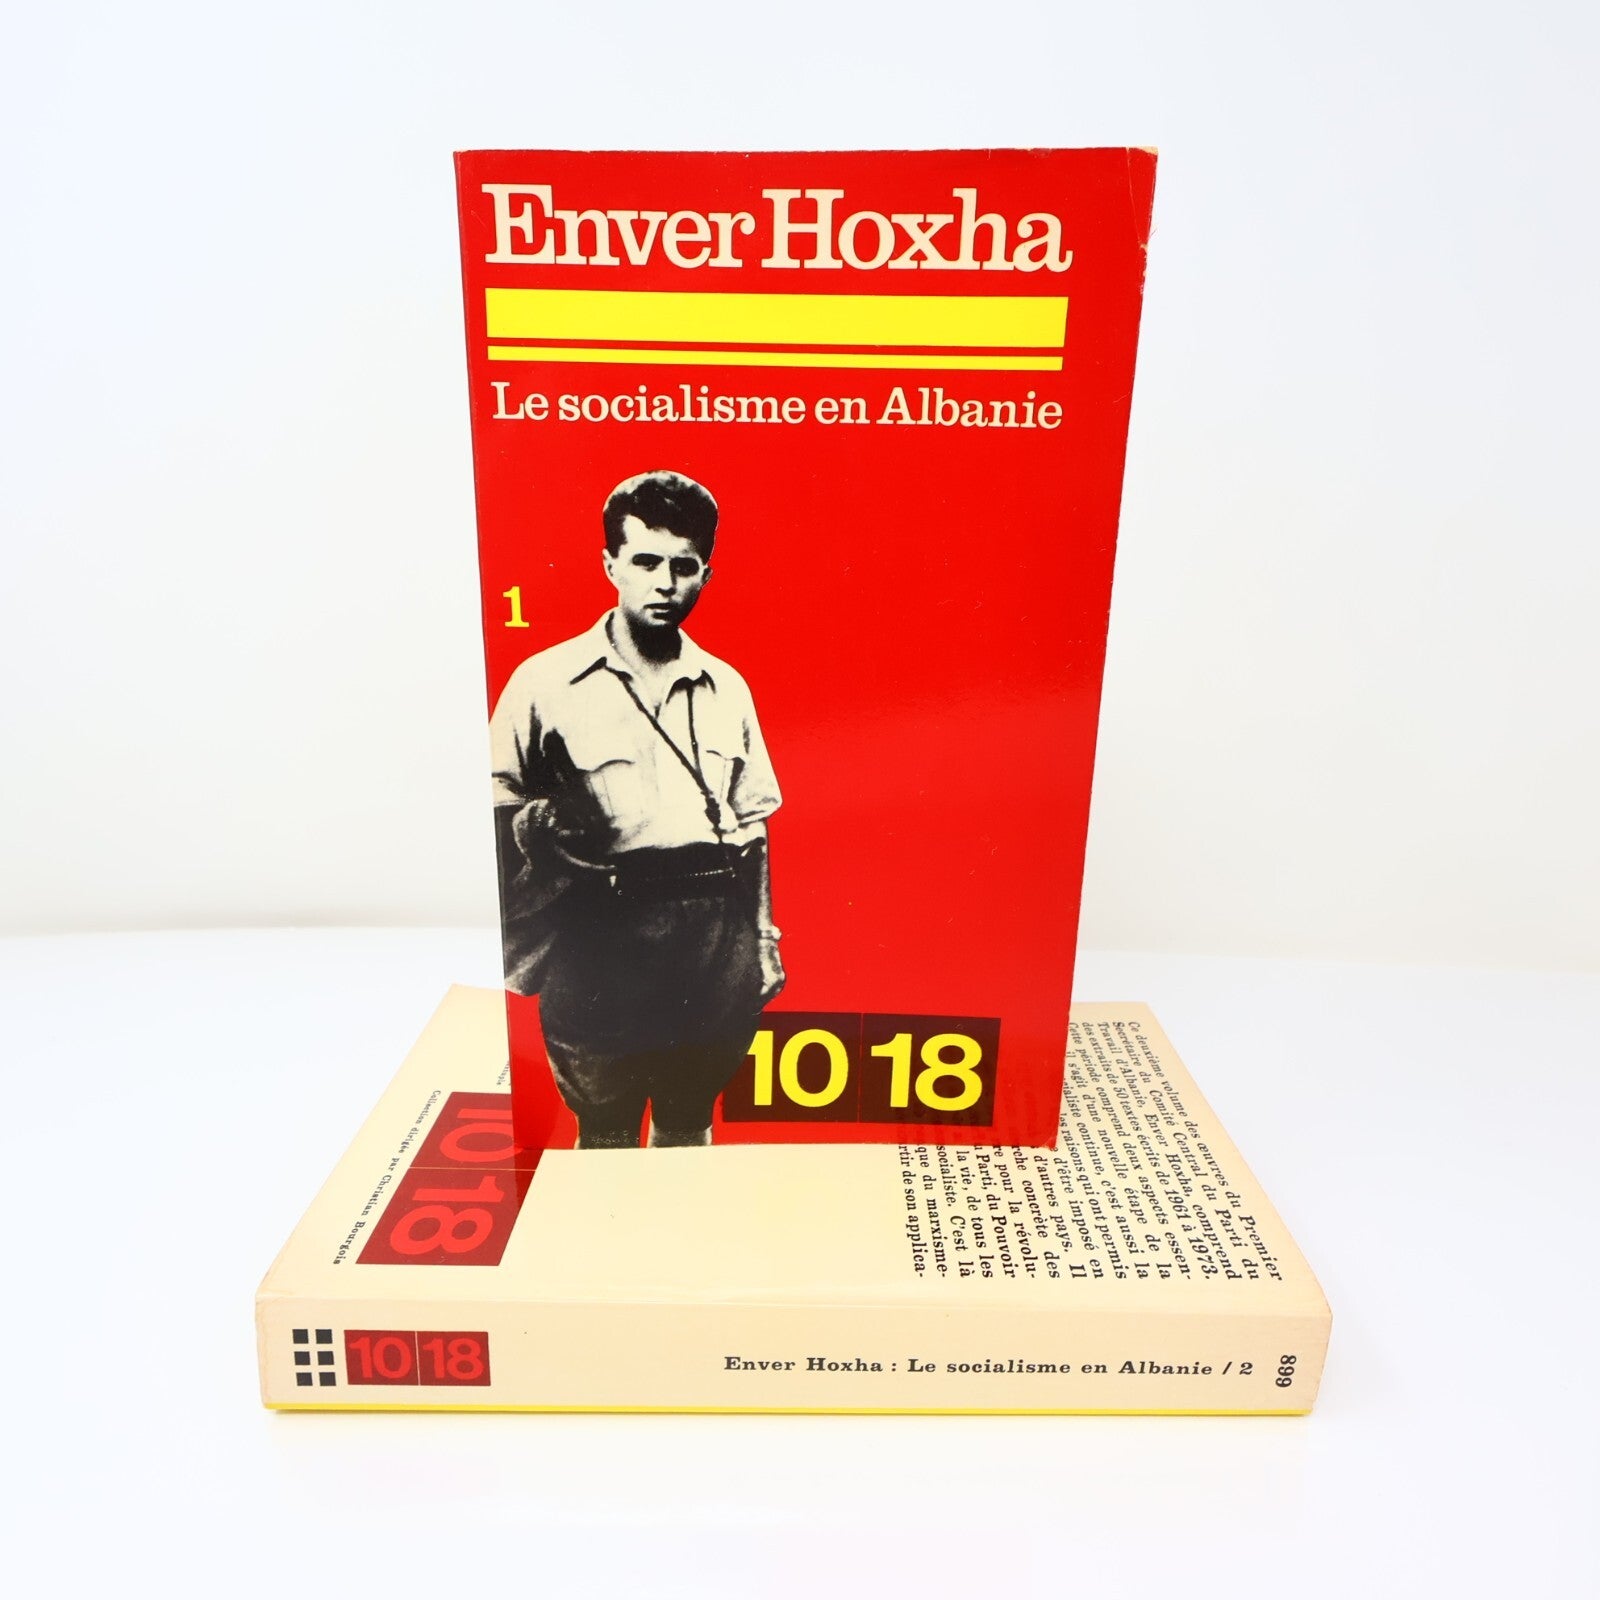 Enver Hoxha
Le socialisme en Albanie
1
10 18
Collection dirigée par Christian Bourgois
10 18
Ce deuxième volume des œuvres du Premier
Secrétaire du Comité Central du Parti du
Travail d'Albanie, Enver Hoxha, comprend
des extraits de 50 textes écrits de 1961 à 1973.
Cette période comprend deux aspects essen-
il s'agit d'une nouvelle étape de la
socialiste continue, c'est aussi la
les raisons qui ont permis
d'être imposé en
d'autres pays. Il
concrète des
pour la révolu-
Parti, du Pouvoir
la vie, de tous les
socialiste. C'est là
que du marxisme-
de son applica-
10 18
Enver Hoxha : Le socialisme en Albanie / 2
899